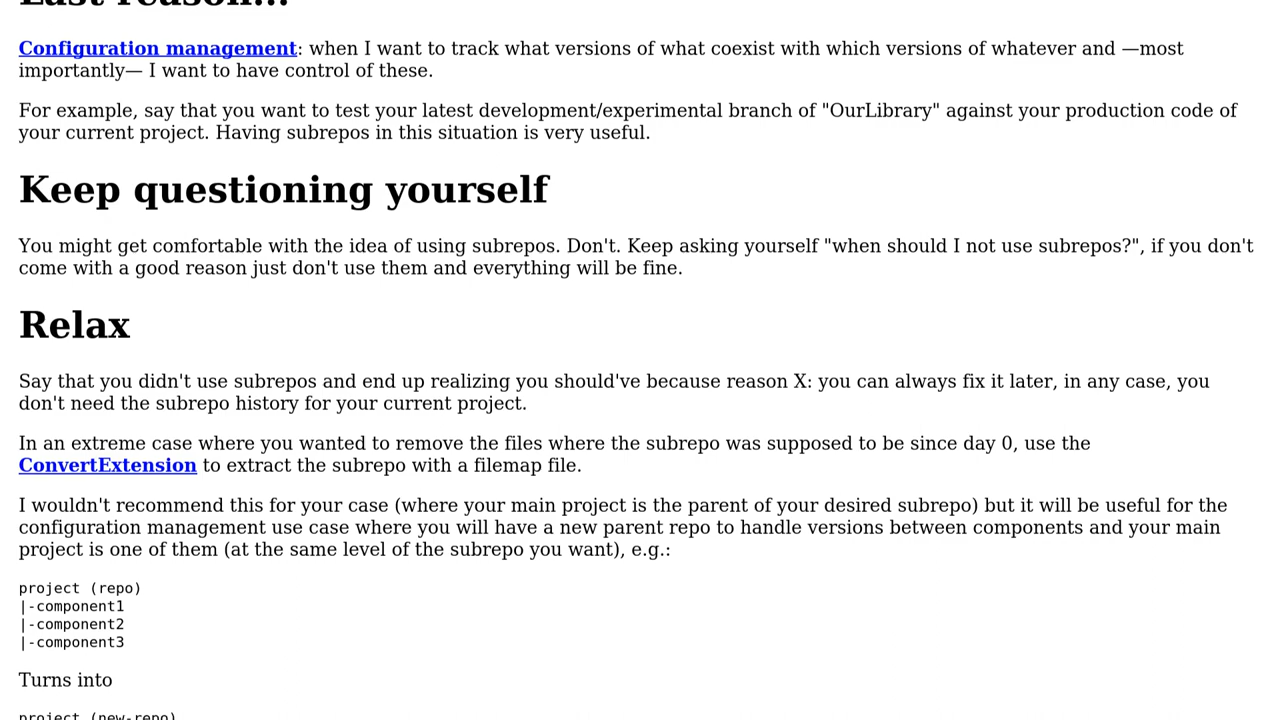 Last reason...
Configuration management: when I want to track what versions of what coexist with which versions of whatever and —most
importantly— I want to have control of these.
For example, say that you want to test your latest development/experimental branch of "OurLibrary" against your production code of
your current project. Having subrepos in this situation is very useful.
Keep questioning yourself
You might get comfortable with the idea of using subrepos. Don't. Keep asking yourself "when should I not use subrepos?", if you don't
come with a good reason just don't use them and everything will be fine.
Relax
Say that you didn't use subrepos and end up realizing you should've because reason X: you can always fix it later, in any case, you
don't need the subrepo history for your current project.
In an extreme case where you wanted to remove the files where the subrepo was supposed to be since day 0, use the
ConvertExtension to extract the subrepo with a filemap file.
I wouldn't recommend this for your case (where your main project is the parent of your desired subrepo) but it will be useful for the
configuration management use case where you will have a new parent repo to handle versions between components and your main
project is one of them (at the same level of the subrepo you want), e.g.:
project (repo)
|-component1
|-component2
|-component3
Turns into
project (new-repo)